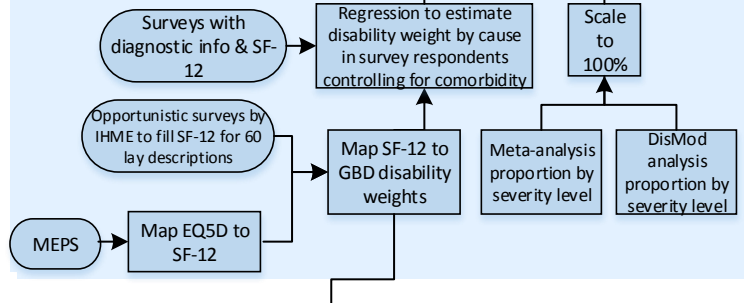 Surveys with
diagnostic info & SF-
12
Regression to estimate
disability weight by cause
in survey respondents
controlling for comorbidity
Scale
to
100%
Opportunistic surveys by
IHME to fill SF-12 for 60
lay descriptions
Map SF-12 to
GBD disability
weights
Meta-analysis
proportion by
severity level
DisMod
analysis
proportion by
severity level
MEPS
Map EQ5D to
SF-12